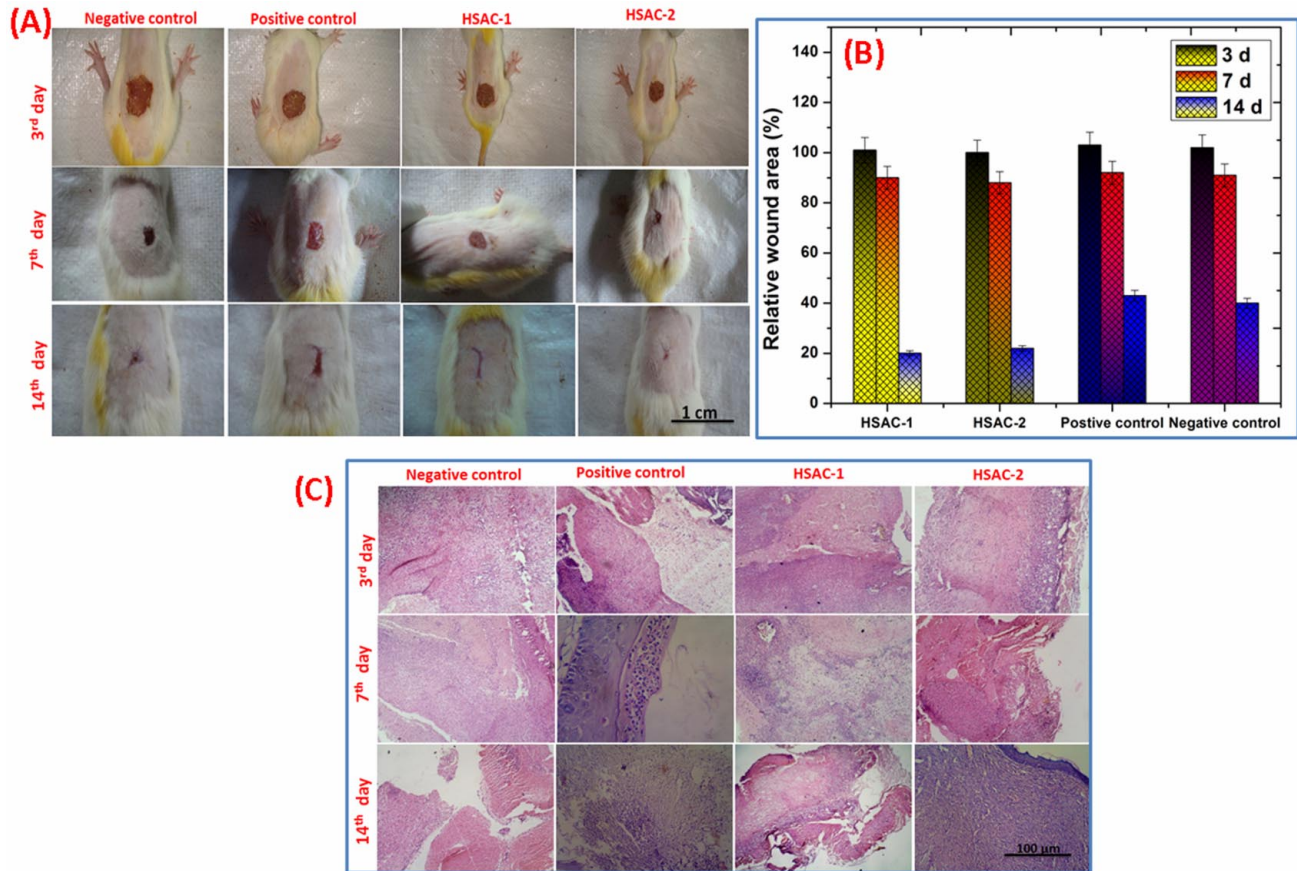 (A)
Negative control
Positive control
HSAC-1
HSAC-2
3rd day
7th day
14th day
1 cm
(B)
Relative wound area (%)
140
120
100
80
60
40
20
0
3 d
7 d
14 d
HSAC-1
HSAC-2
Postive control
Negative control
(C)
Negative control
Positive control
HSAC-1
HSAC-2
3rd day
7th day
14th day
100 µm